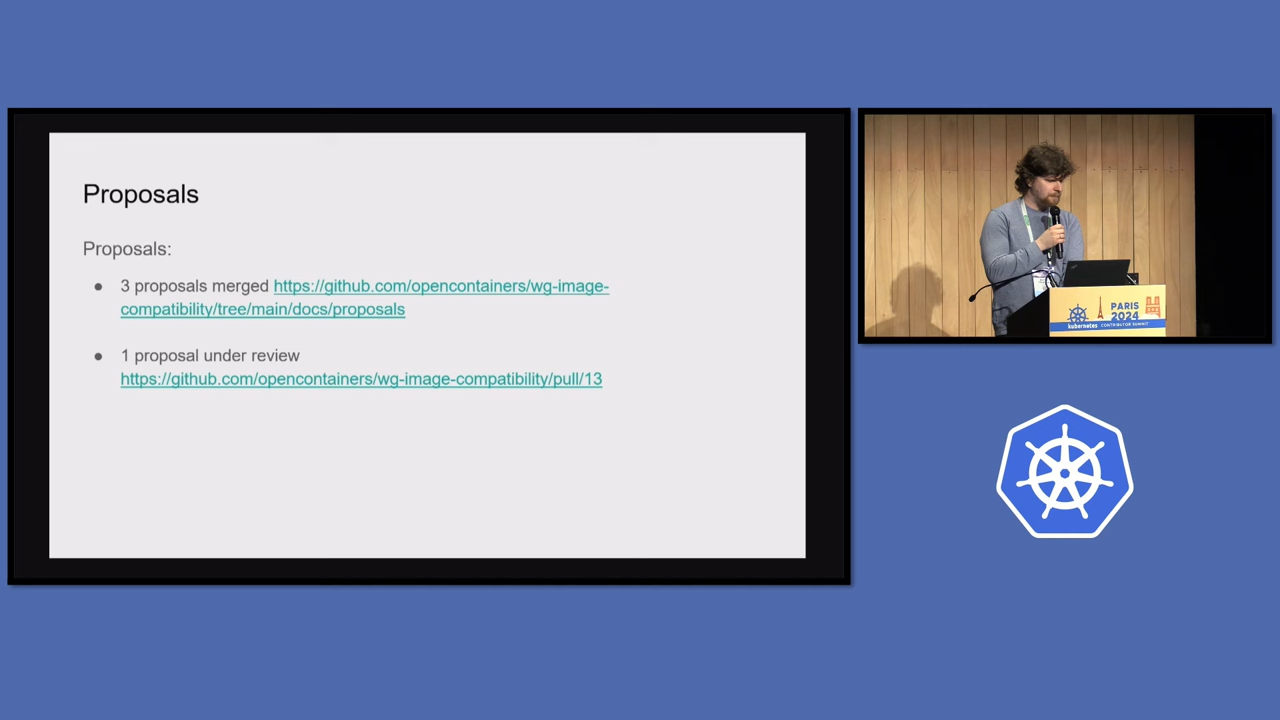 Proposals
Proposals:
● 3 proposals merged https://github.com/opencontainers/wg-image-
compatibility/tree/main/docs/proposals
● 1 proposal under review
https://github.com/opencontainers/wg-image-compatibility/pull/13
PARIS
2024
kubernetes CONTRIBUTOR SUMMIT